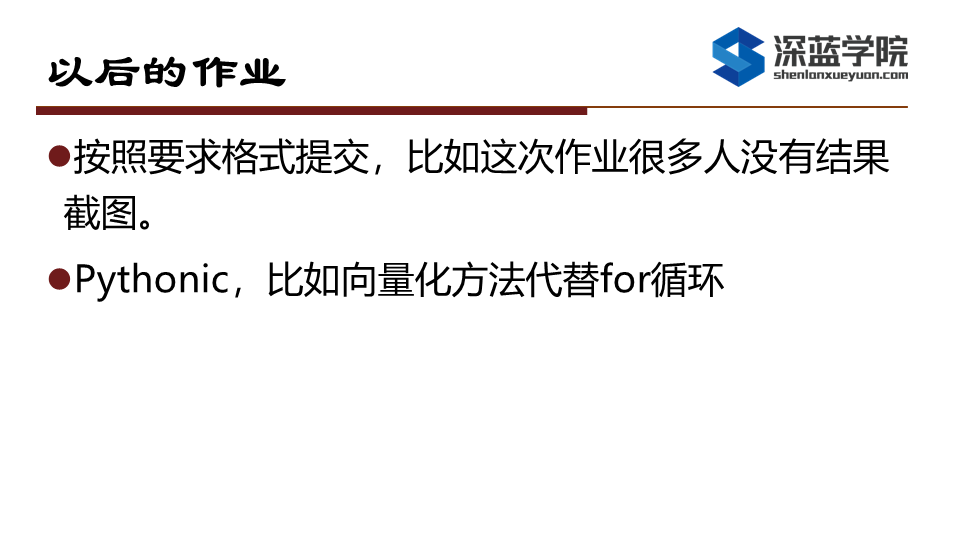 以后的作业
深蓝学院
shenlanxueyuan.com
●按照要求格式提交，比如这次作业很多人没有结果
截图。
●Pythonic，比如向量化方法代替for循环